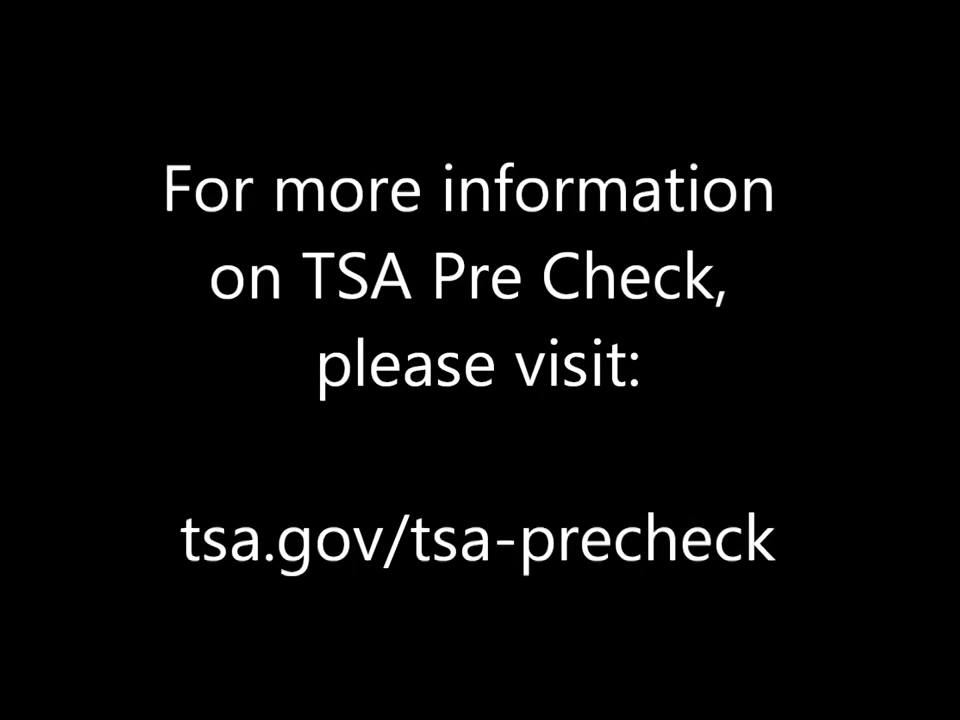 For more information
on TSA Pre Check,
please visit:
tsa.gov/tsa-precheck